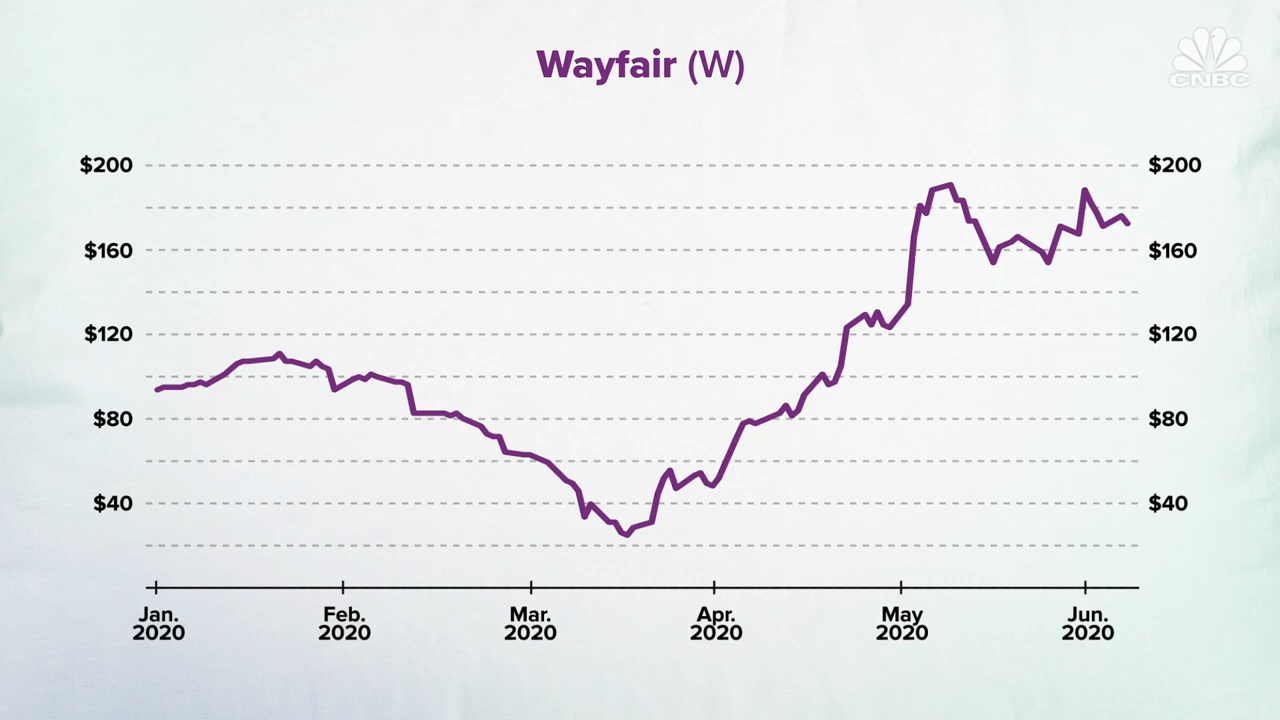 Wayfair (W)
CNBC
$200 $200
$160 $160
$120 $120
$80 $80
$40 $40
Jan. Feb. Mar. Apr. May Jun.
2020 2020 2020 2020 2020 2020